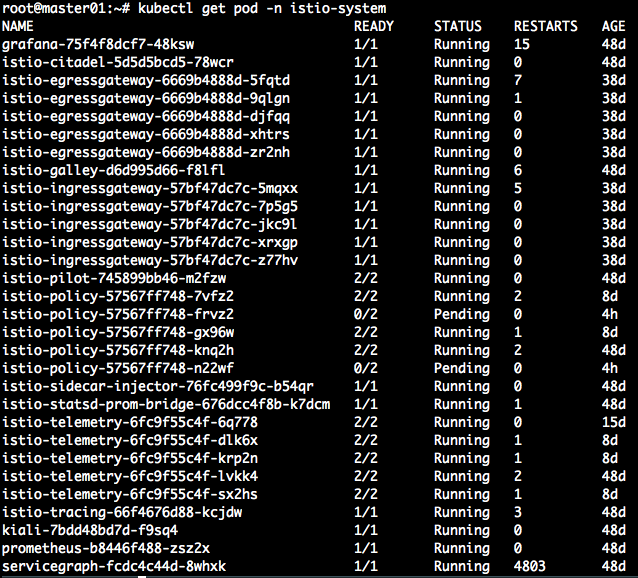 root@master01:~# kubectl get pod -n istio-system
NAME READY STATUS RESTARTS AGE
grafana-75f4f8dcf7-48ksw 1/1 Running 15 48d
istio-citadel-5d5d5bcd5-78wcr 1/1 Running 0 48d
istio-egressgateway-6669b4888d-5fqtd 1/1 Running 7 38d
istio-egressgateway-6669b4888d-9qlgn 1/1 Running 1 38d
istio-egressgateway-6669b4888d-djfqq 1/1 Running 0 38d
istio-egressgateway-6669b4888d-xhtrs 1/1 Running 0 38d
istio-egressgateway-6669b4888d-zr2nh 1/1 Running 0 38d
istio-galley-d6d995d66-f8lfl 1/1 Running 6 48d
istio-ingressgateway-57bf47dc7c-5mqxx 1/1 Running 5 38d
istio-ingressgateway-57bf47dc7c-7p5g5 1/1 Running 0 38d
istio-ingressgateway-57bf47dc7c-jkc9l 1/1 Running 0 38d
istio-ingressgateway-57bf47dc7c-xrxgp 1/1 Running 0 38d
istio-ingressgateway-57bf47dc7c-z77hv 1/1 Running 0 38d
istio-pilot-745899bb46-m2fzw 2/2 Running 0 48d
istio-policy-57567ff748-7vfz2 2/2 Running 2 8d
istio-policy-57567ff748-frvz2 0/2 Pending 0 4h
istio-policy-57567ff748-gx96w 2/2 Running 1 8d
istio-policy-57567ff748-knq2h 2/2 Running 2 48d
istio-policy-57567ff748-n22wf 0/2 Pending 0 4h
istio-sidecar-injector-76fc499f9c-b54qr 1/1 Running 0 48d
istio-statsd-prom-bridge-676dcc4f8b-k7dcm 1/1 Running 1 48d
istio-telemetry-6fc9f55c4f-6q778 2/2 Running 0 15d
istio-telemetry-6fc9f55c4f-dlk6x 2/2 Running 1 8d
istio-telemetry-6fc9f55c4f-krp2n 2/2 Running 1 8d
istio-telemetry-6fc9f55c4f-lvkk4 2/2 Running 2 48d
istio-telemetry-6fc9f55c4f-sx2hs 2/2 Running 1 8d
istio-tracing-66f4676d88-kcjdw 1/1 Running 3 48d
kiali-7bdd48bd7d-f9sq4 1/1 Running 0 48d
prometheus-b8446f488-zsz2x 1/1 Running 0 48d
servicegraph-fcdc4c44d-8whxk 1/1 Running 4803 48d